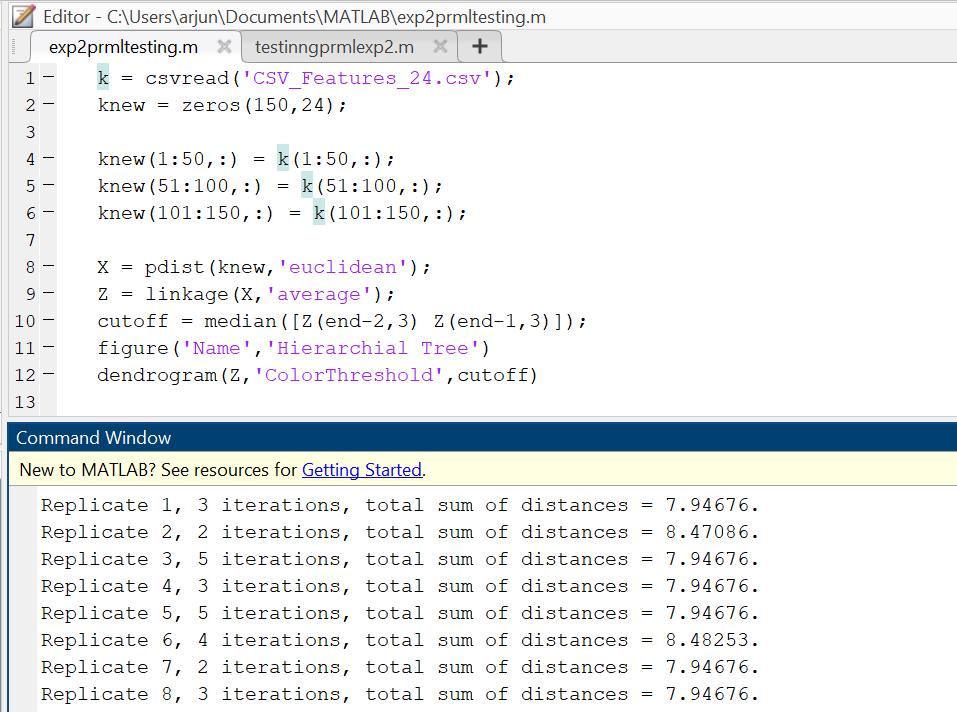 Editor - C:\Users\arjun\Documents\MATLAB\exp2prmltesting.m
exp2prmltesting.m testinngprmlexp2.m +
1 - k = csvread('CSV_Features_24.csv');
2 - knew = zeros(150,24);
3
4 - knew(1:50,:) = k(1:50,:);
5 - knew(51:100,:) = k(51:100,:);
6 - knew(101:150,:) = k(101:150,:);
7
8 - X = pdist(knew,'euclidean');
9 - Z = linkage(X,'average');
10 - cutoff = median([Z(end-2,3) Z(end-1,3)]);
11 - figure('Name','Hierarchial Tree')
12 - dendrogram(Z,'ColorThreshold',cutoff)
13
Command Window
New to MATLAB? See resources for Getting Started.
Replicate 1, 3 iterations, total sum of distances = 7.94676.
Replicate 2, 2 iterations, total sum of distances = 8.47086.
Replicate 3, 5 iterations, total sum of distances = 7.94676.
Replicate 4, 3 iterations, total sum of distances = 7.94676.
Replicate 5, 5 iterations, total sum of distances = 7.94676.
Replicate 6, 4 iterations, total sum of distances = 8.48253.
Replicate 7, 2 iterations, total sum of distances = 7.94676.
Replicate 8, 3 iterations, total sum of distances = 7.94676.